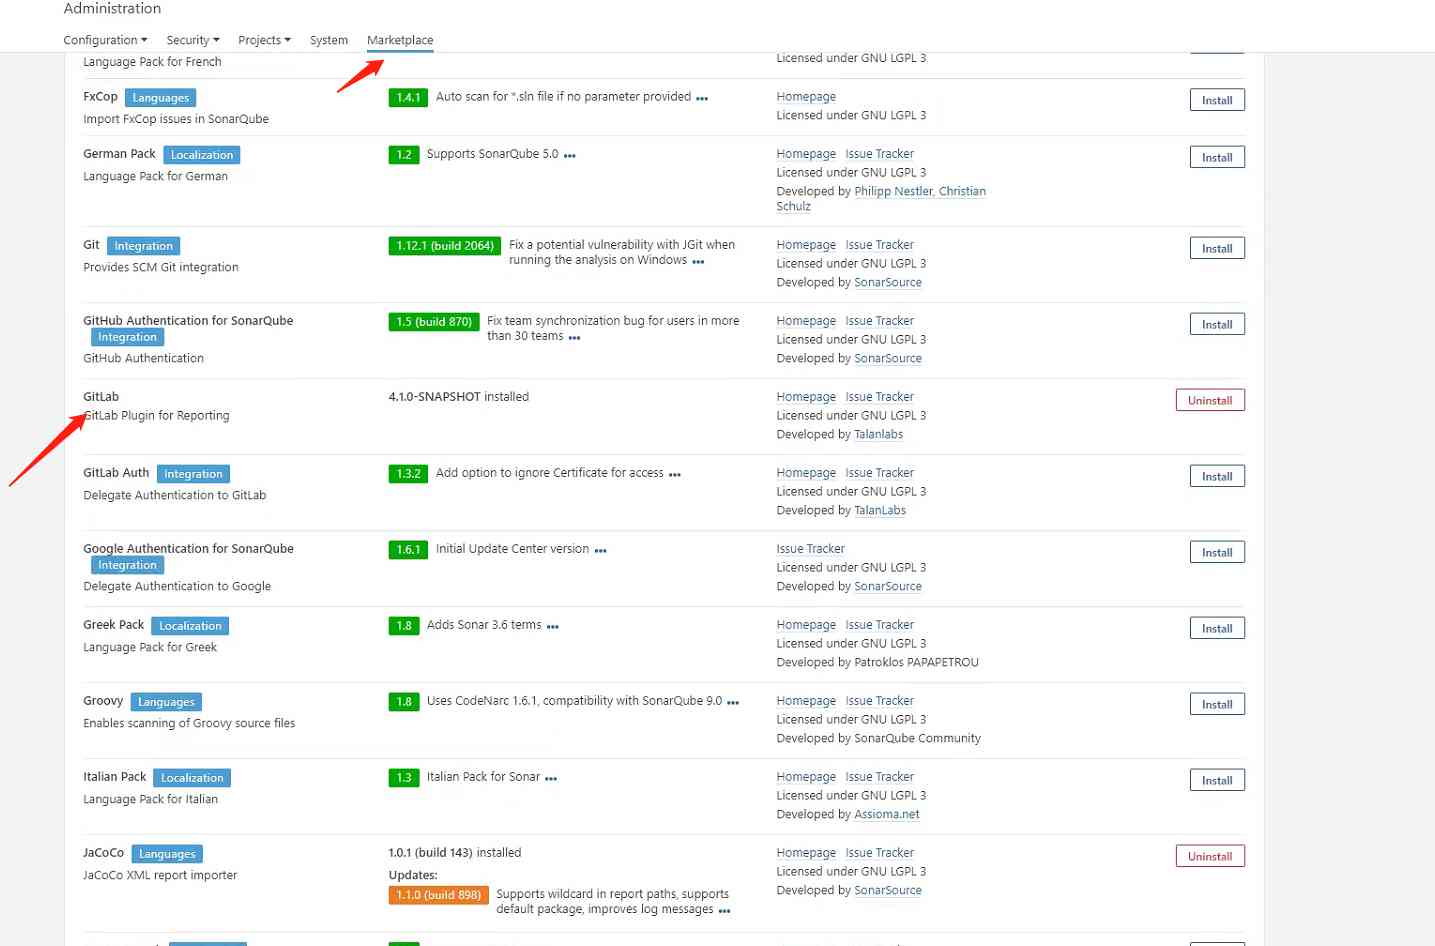 Administration
Configuration Security Projects System Marketplace
Language Pack for French
Licensed under GNU LGPL 3
FxCop Languages
Import FxCop issues in SonarQube
1.4.1 Auto scan for *.sln file if no parameter provided •••
Homepage
Licensed under GNU LGPL 3
Install
German Pack Localization
Language Pack for German
1.2 Supports SonarQube 5.0 •••
Homepage Issue Tracker
Licensed under GNU LGPL 3
Developed by Philipp Nestler, Christian
Schulz
Install
Git Integration
Provides SCM Git integration
1.12.1 (build 2064) Fix a potential vulnerability with JGit when
running the analysis on Windows •••
Homepage Issue Tracker
Licensed under GNU LGPL 3
Developed by SonarSource
Install
GitHub Authentication for SonarQube
Integration
GitHub Authentication
1.5 (build 870) Fix team synchronization bug for users in more
than 30 teams •••
Homepage Issue Tracker
Licensed under GNU LGPL 3
Developed by SonarSource
Install
GitLab
GitLab Plugin for Reporting
4.1.0-SNAPSHOT installed
Homepage Issue Tracker
Licensed under GNU LGPL 3
Developed by Talanlabs
Uninstall
GitLab Auth Integration
Delegate Authentication to GitLab
1.3.2 Add option to ignore Certificate for access •••
Homepage Issue Tracker
Licensed under GNU LGPL 3
Developed by TalanLabs
Install
Google Authentication for SonarQube
Integration
Delegate Authentication to Google
1.6.1 Initial Update Center version •••
Issue Tracker
Licensed under GNU LGPL 3
Developed by SonarSource
Install
Greek Pack Localization
Language Pack for Greek
1.8 Adds Sonar 3.6 terms •••
Homepage Issue Tracker
Licensed under GNU LGPL 3
Developed by Patroklos PAPAPETROU
Install
Groovy Languages
Enables scanning of Groovy source files
1.8 Uses CodeNarc 1.6.1, compatibility with SonarQube 9.0 •••
Homepage Issue Tracker
Licensed under GNU LGPL 3
Developed by SonarQube Community
Install
Italian Pack Localization
Language Pack for Italian
1.3 Italian Pack for Sonar •••
Homepage Issue Tracker
Licensed under GNU LGPL 3
Developed by Assioma.net
Install
JaCoCo Languages
JaCoCo XML report importer
1.0.1 (build 143) installed
Updates:
1.1.0 (build 898) Supports wildcard in report paths, supports
default package, improves log messages •••
Homepage Issue Tracker
Licensed under GNU LGPL 3
Developed by SonarSource
Uninstall